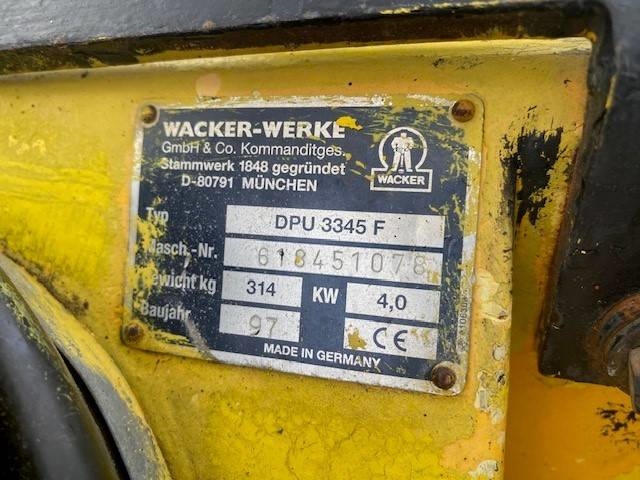 WACKER-WERKE
GmbH & Co. Kommanditges.
Stammwerk 1848 gegründet
D-80791 MÜNCHEN
WACKER
Typ DPU 3345 F
Masch.-Nr. 618451078
Gewicht kg 314 KW 4,0
Baujahr 97 CE
MADE IN GERMANY